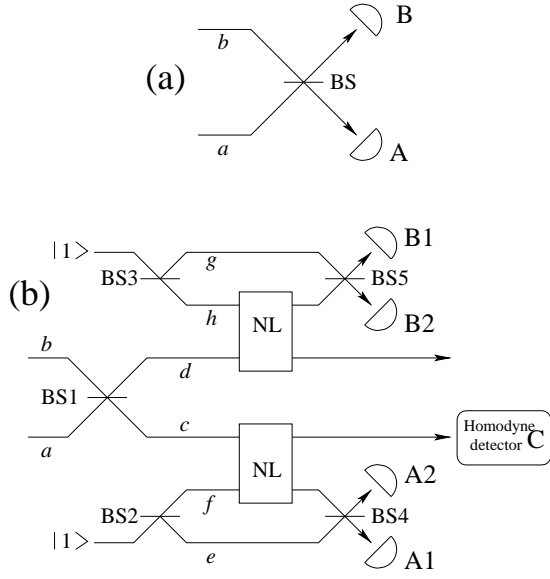 B
b
BS
(a)
a
A
|1>
g
B1
BS3
BS5
(b)
h
NL
B2
b
d
BS1
c
Homodyne
detector C
a
NL
A2
BS2
f
BS4
|1>
e
A1